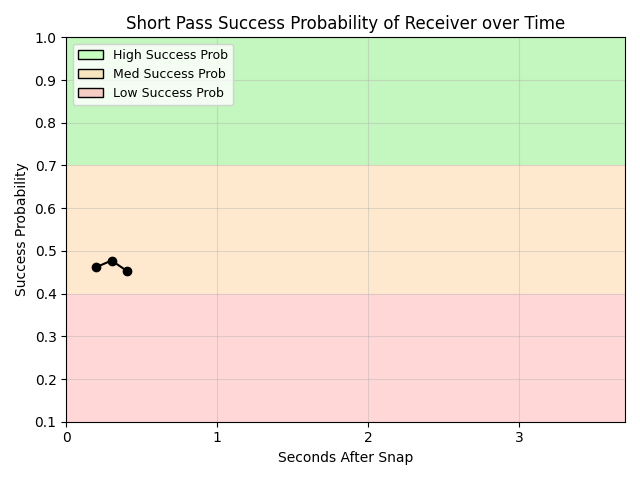 Short Pass Success Probability of Receiver over Time
1.0
High Success Prob
Med Success Prob
Low Success Prob
0.9
0.8
0.7
0.6
0.5
0.4
0.3
0.2
0.1
Success Probability
0
1
2
3
Seconds After Snap